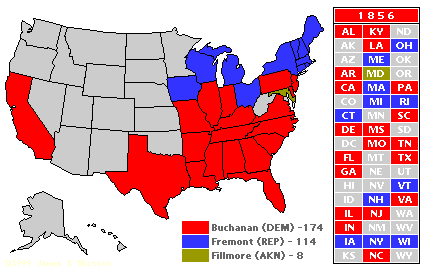 1856
AL KY ND
AK LA OH
AZ ME OK
AR MD OR
CA MA PA
CO MI RI
CT MN SC
DE MS SD
DC MO TN
FL MT TX
GA NE UT
HI NV VT
ID NH VA
IL NJ WA
IN NM WV
IA NY WI
KS NC WY
Buchanan (DEM) -174
Fremont (REP) - 114
Fillmore (AKN) - 8